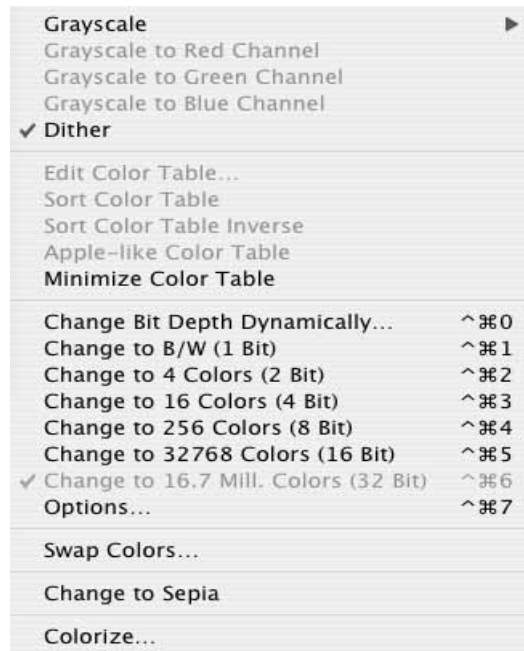 Grayscale ▶
Grayscale to Red Channel
Grayscale to Green Channel
Grayscale to Blue Channel
✓ Dither
Edit Color Table...
Sort Color Table
Sort Color Table Inverse
Apple-like Color Table
Minimize Color Table
Change Bit Depth Dynamically... ^⌘0
Change to B/W (1 Bit) ^⌘1
Change to 4 Colors (2 Bit) ^⌘2
Change to 16 Colors (4 Bit) ^⌘3
Change to 256 Colors (8 Bit) ^⌘4
Change to 32768 Colors (16 Bit) ^⌘5
✓ Change to 16.7 Mill. Colors (32 Bit) ^⌘6
Options... ^⌘7
Swap Colors...
Change to Sepia
Colorize...